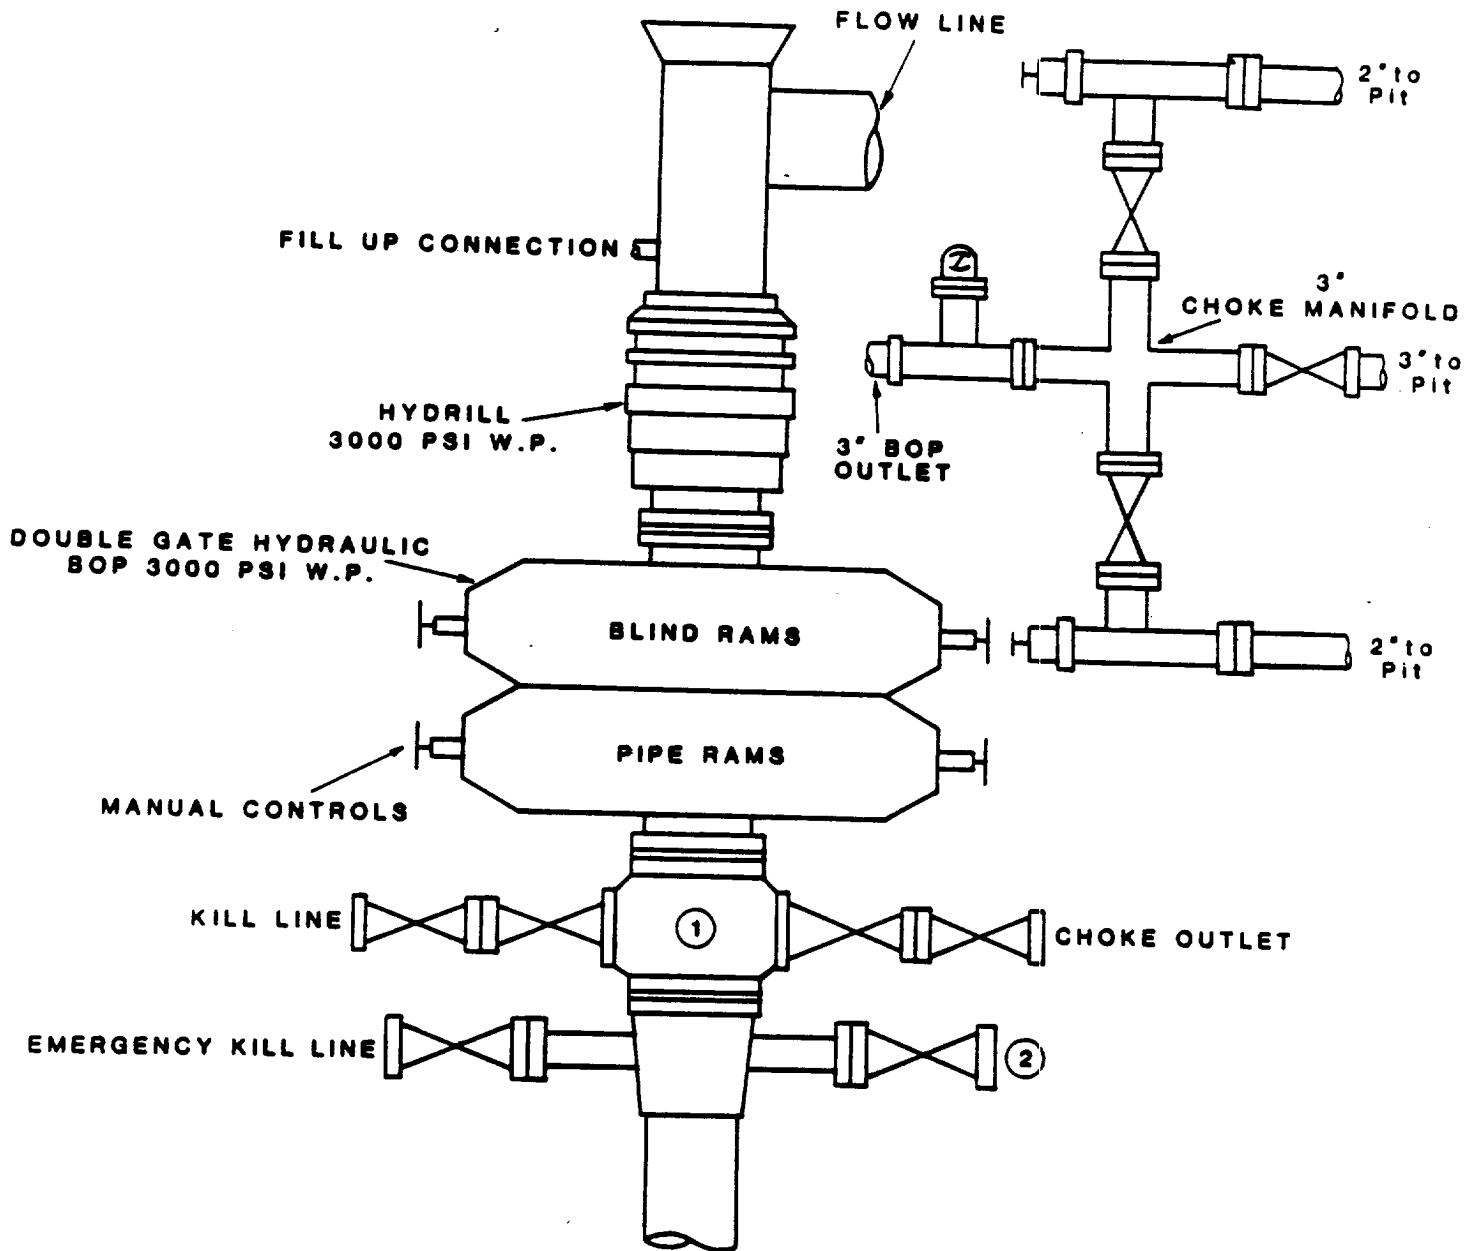 FLOW LINE
2" to
Pit
FILL UP CONNECTION
3"
CHOKE MANIFOLD
3" to
Pit
HYDRILL
3000 PSI W.P.
3" BOP
OUTLET
DOUBLE GATE HYDRAULIC
BOP 3000 PSI W.P.
BLIND RAMS
2" to
Pit
PIPE RAMS
MANUAL CONTROLS
KILL LINE
1
CHOKE OUTLET
EMERGENCY KILL LINE
2